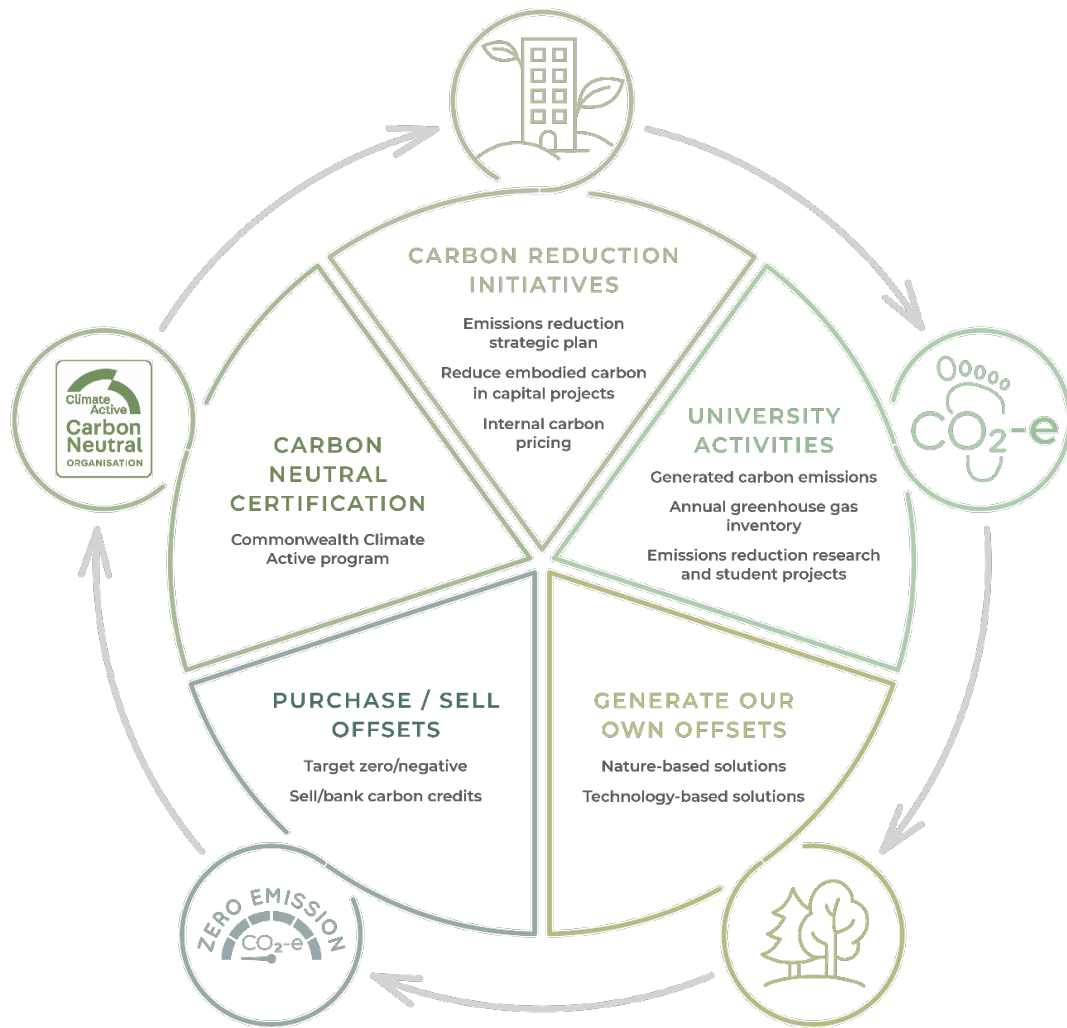 CARBON REDUCTION
INITIATIVES
Emissions reduction
strategic plan
Reduce embodied carbon
in capital projects
Internal carbon
pricing
UNIVERSITY
ACTIVITIES
Generated carbon emissions
Annual greenhouse gas
inventory
Emissions reduction research
and student projects
CO₂-e
GENERATE OUR
OWN OFFSETS
Nature-based solutions
Technology-based solutions
PURCHASE / SELL
OFFSETS
Target zero/negative
Sell/bank carbon credits
ZERO EMISSION
CO₂-e
CARBON
NEUTRAL
CERTIFICATION
Commonwealth Climate
Active program
Climate
Active
Carbon
Neutral
ORGANISATION